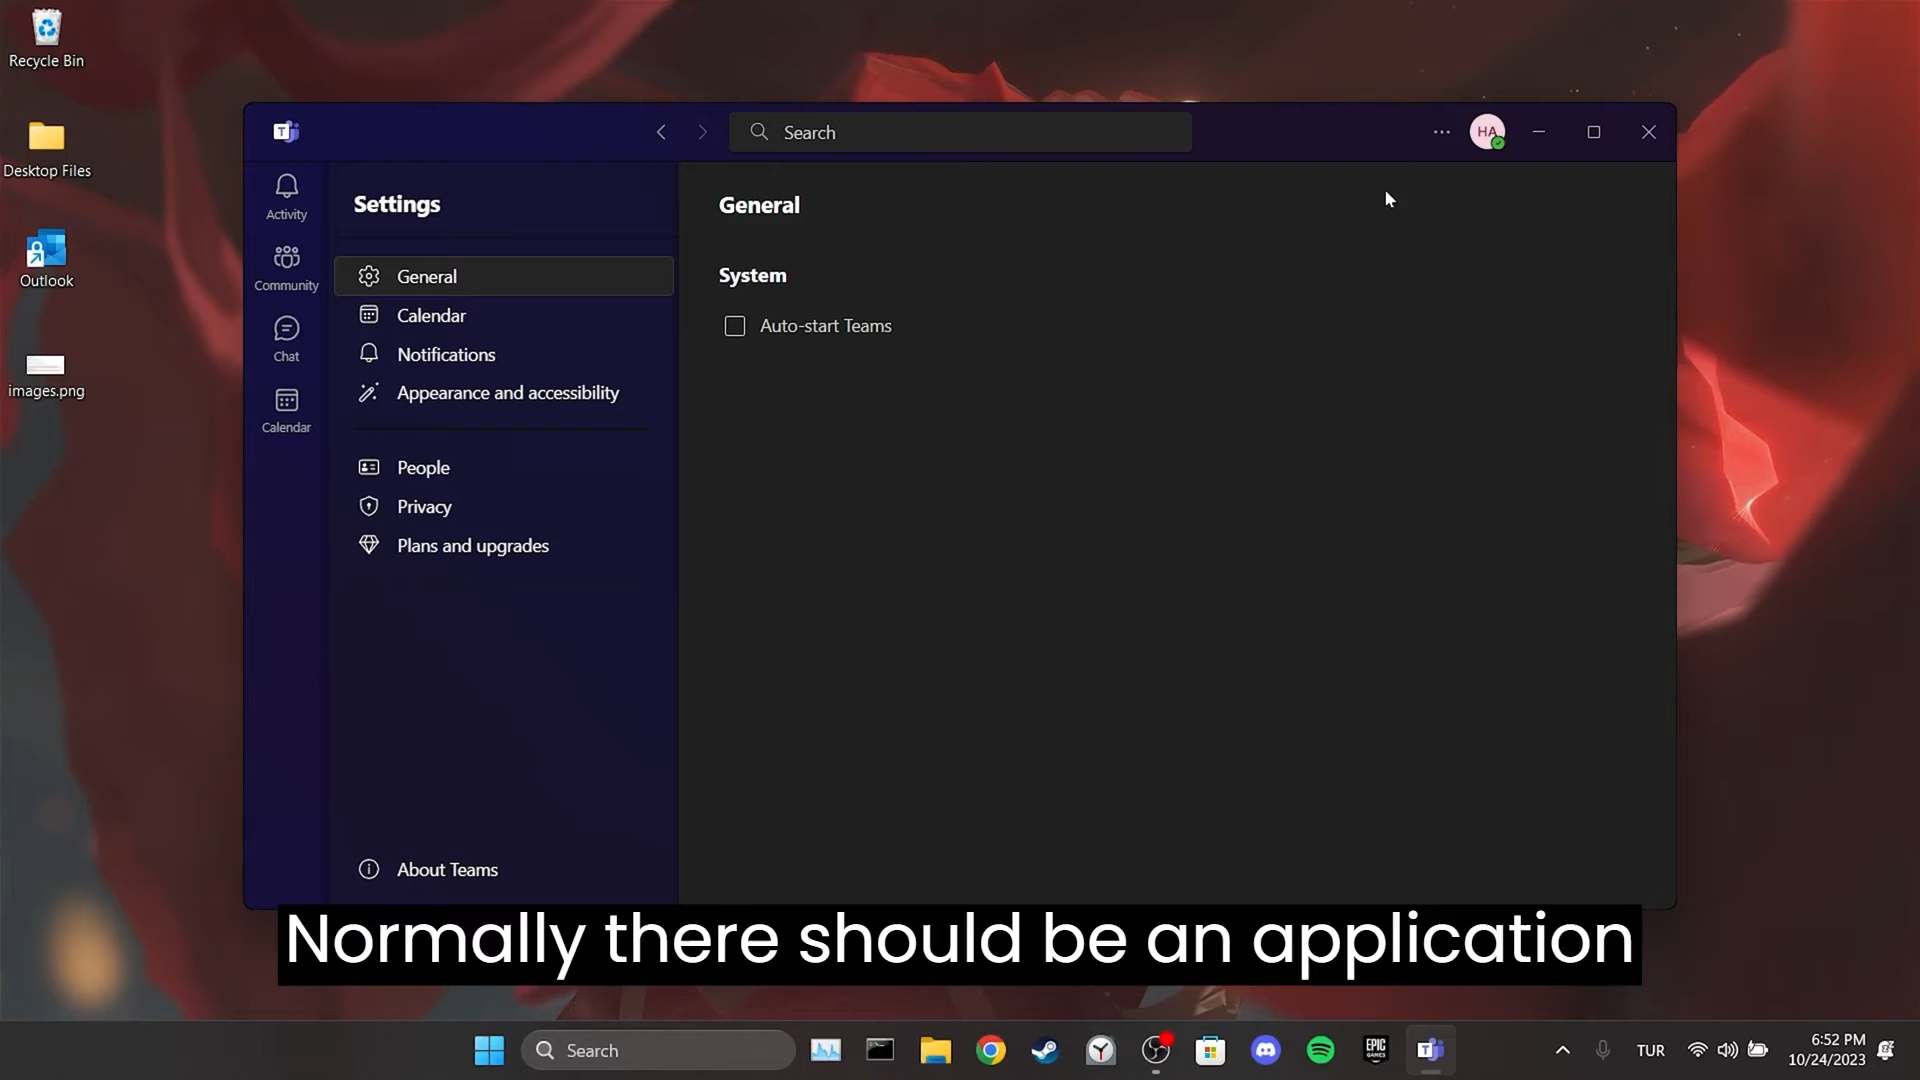 Recycle Bin
Desktop Files
Outlook
images.png
T
Search
HA
Activity
Community
Chat
Calendar
Settings
General
Calendar
Notifications
Appearance and accessibility
People
Privacy
Plans and upgrades
About Teams
General
System
Auto-start Teams
Normally there should be an application
Search
EPIC
GAMES
T
TUR
6:52 PM
10/24/2023